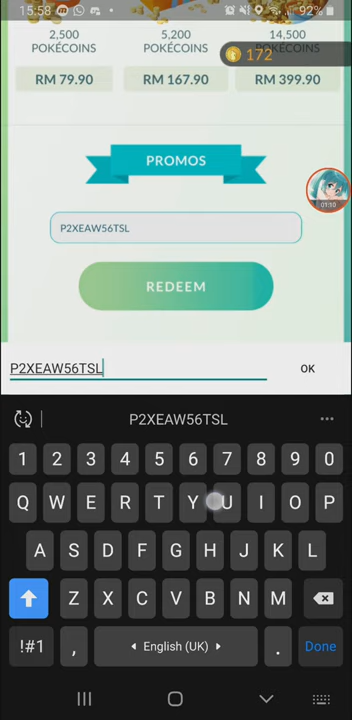 15:58
92%
2,500 5,200 14,500
POKÉCOINS POKÉCOINS POKÉCOINS
172
RM 79.90 RM 167.90 RM 399.90
PROMOS
01:10
P2XEAW56TSL
REDEEM
P2XEAW56TSL OK
P2XEAW56TSL
1 2 3 4 5 6 7 8 9 0
Q W E R T Y U I O P
A S D F G H J K L
Z X C V B N M
!#1 , English (UK) . Done